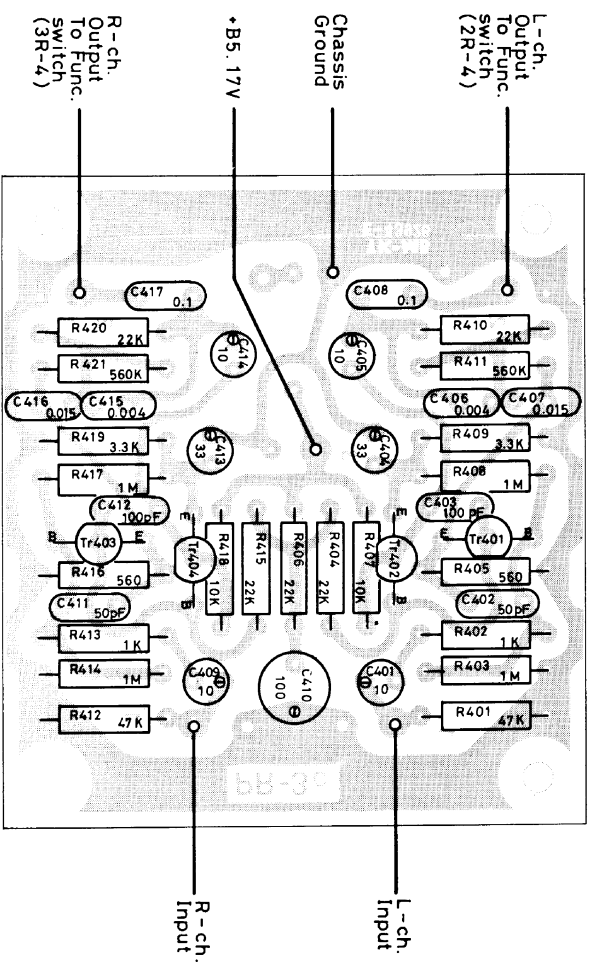 R-ch.
Output
To Func.
switch
(3R-4)
+B5. 17V
Chassis
Ground
L-ch.
Output
To Func.
switch
(2R-4)
C417
0.1
C408
0.1
R420
22K
C414
10
C405
10
R410
22K
R421
560K
R411
560K
C416
0.015
C415
0.004
C406
0.004
C407
0.015
R419
3.3K
C413
33
C404
33
R409
3.3K
R417
1M
R408
1M
C412
100pF
C403
100pF
B
Tr403
E
E
Tr404
B
R418
10K
R415
22K
R406
22K
R404
22K
R407
10K
E
Tr402
B
E
Tr401
B
R416
560
R405
560
C411
50pF
C402
50pF
R413
1K
R402
1K
R414
1M
C409
10
C410
100
C401
10
R403
1M
R412
47K
R401
47K
R-ch.
Input
L-ch.
Input